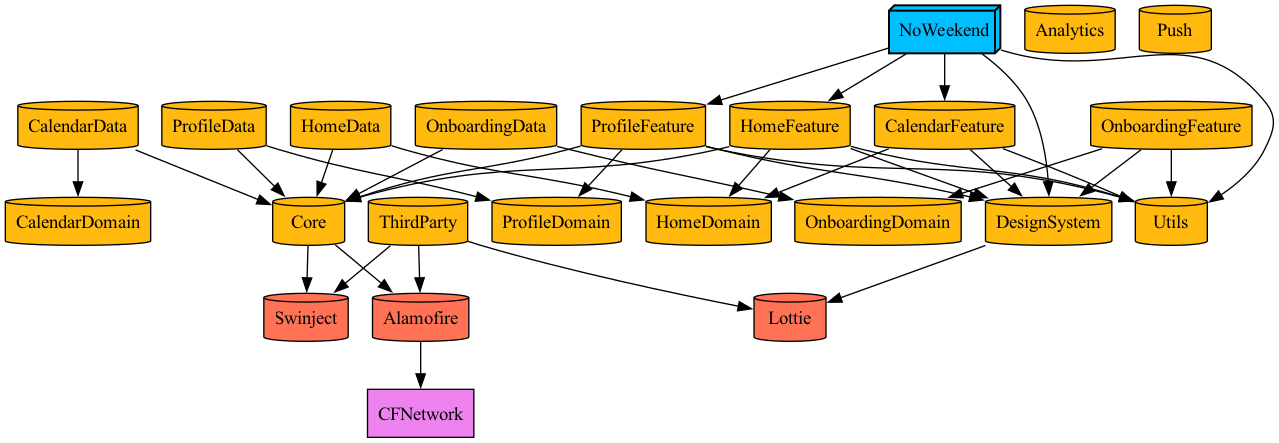 NoWeekend
Analytics
Push
CalendarData
ProfileData
HomeData
OnboardingData
ProfileFeature
HomeFeature
CalendarFeature
OnboardingFeature
CalendarDomain
Core
ThirdParty
ProfileDomain
HomeDomain
OnboardingDomain
DesignSystem
Utils
Swinject
Alamofire
Lottie
CFNetwork